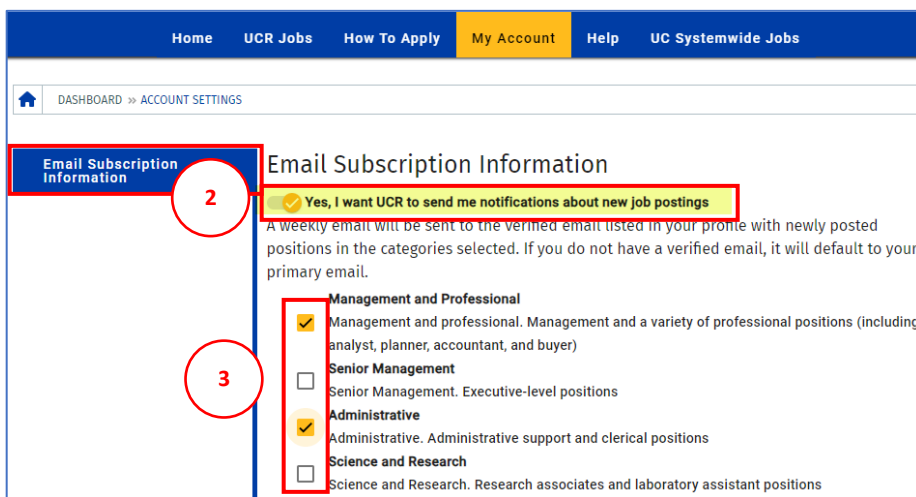 Home UCR Jobs How To Apply My Account Help UC Systemwide Jobs
DASHBOARD » ACCOUNT SETTINGS
Email Subscription
Information
2
Email Subscription Information
Yes, I want UCR to send me notifications about new job postings
A weekly email will be sent to the verified email listed in your profile with newly posted
positions in the categories selected. If you do not have a verified email, it will default to your
primary email.
3
Management and Professional
Management and professional. Management and a variety of professional positions (including
analyst, planner, accountant, and buyer)
Senior Management
Senior Management. Executive-level positions
Administrative
Administrative. Administrative support and clerical positions
Science and Research
Science and Research. Research associates and laboratory assistant positions